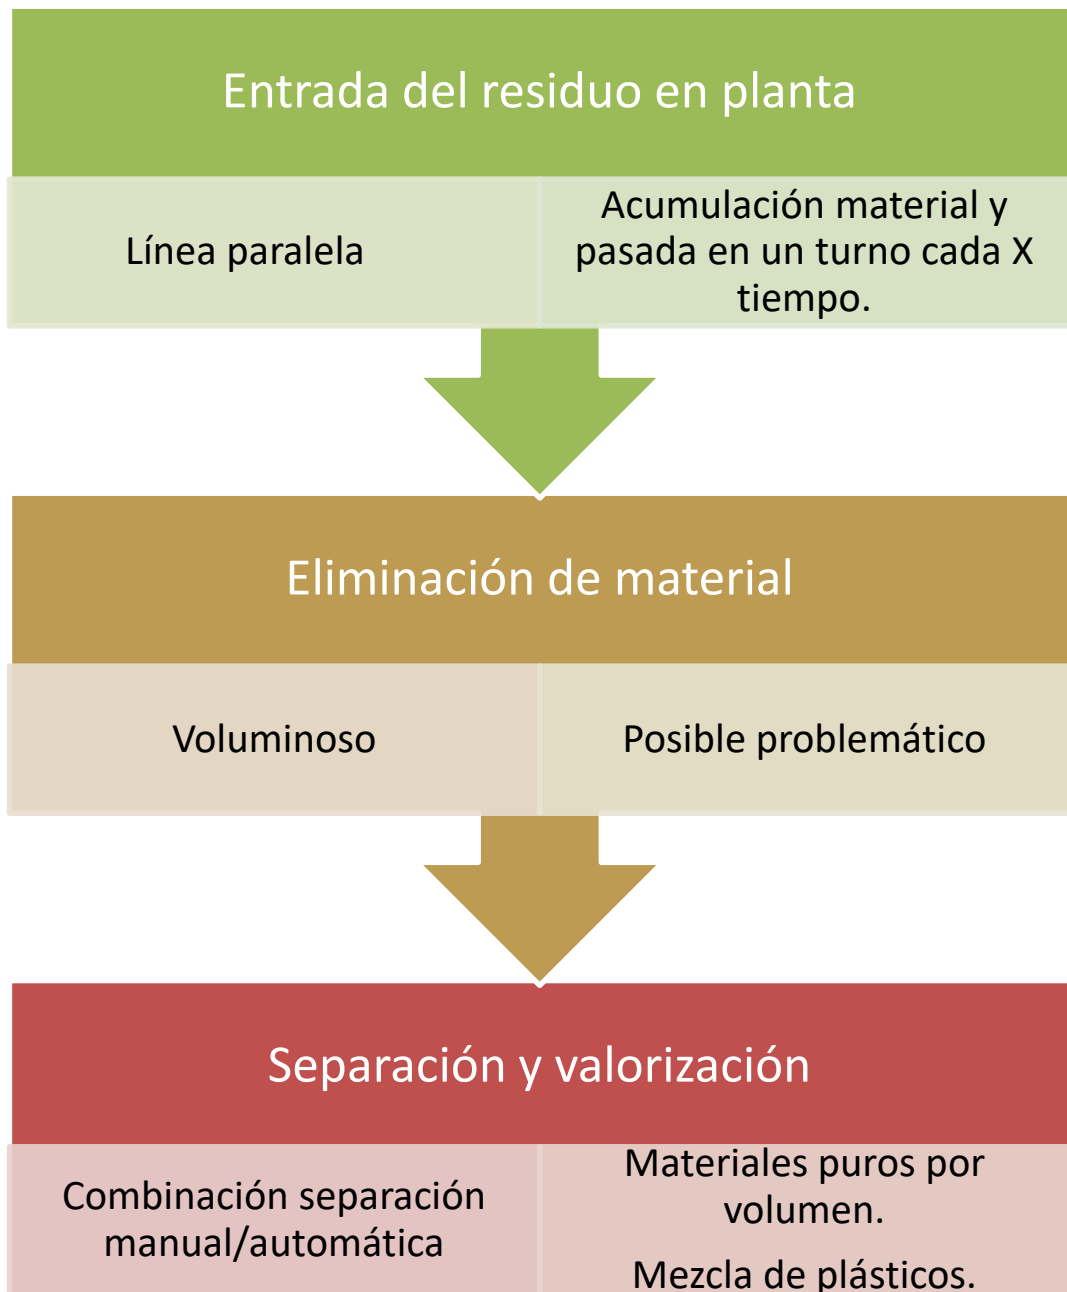 Entrada del residuo en planta
Línea paralela
Acumulación material y
pasada en un turno cada X
tiempo.
Eliminación de material
Voluminoso
Posible problemático
Separación y valorización
Combinación separación
manual/automática
Materiales puros por
volumen.
Mezcla de plásticos.